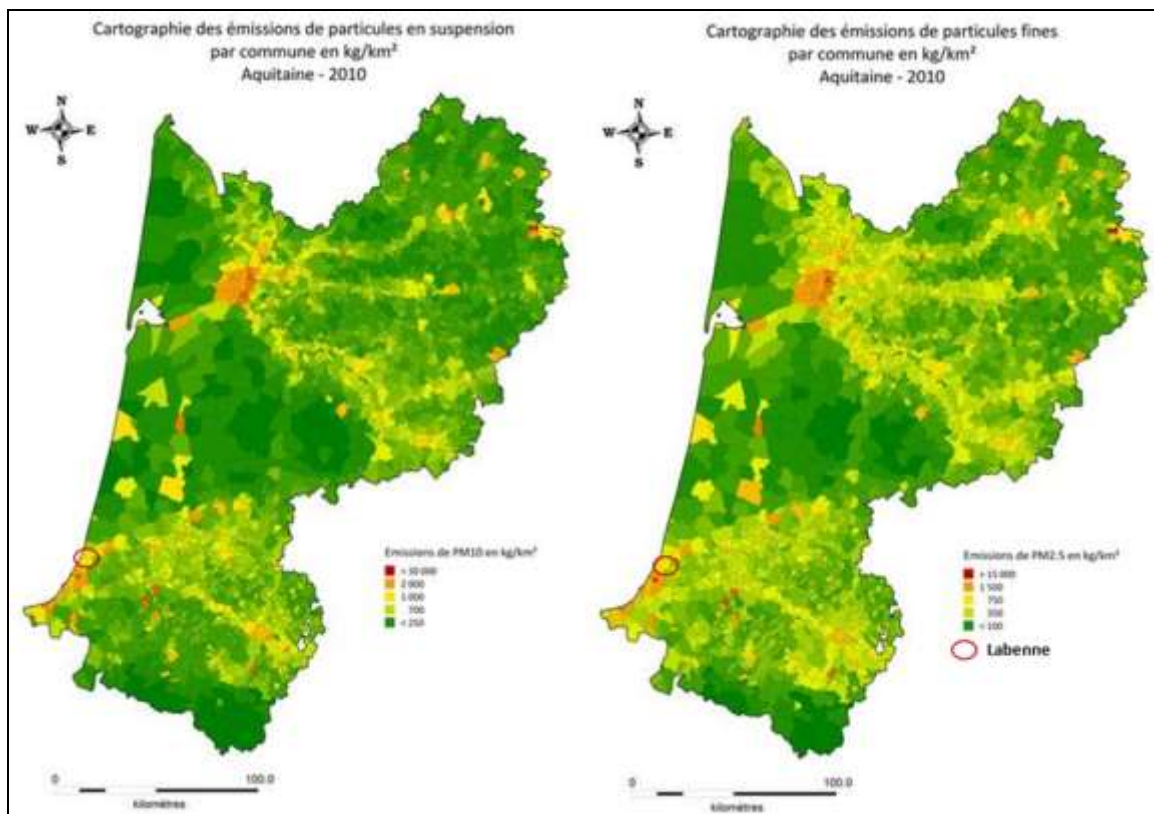 Cartographie des émissions de particules en suspension
par commune en kg/km²
Aquitaine - 2010
N
W E
S
Emissions de PM10 en kg/km²
2 000
1 000
700
< 250
0 100.0
kilomètres
Cartographie des émissions de particules fines
par commune en kg/km²
Aquitaine - 2010
N
W E
S
Emissions de PM2.5 en kg/km²
> 15 000
1 500
750
< 100
Labenne
0 100.0
kilomètres